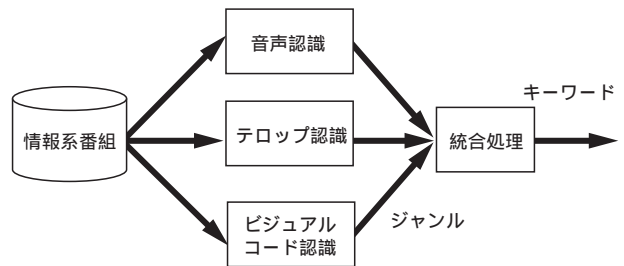 音声認識
キーワード
情報系番組
テロップ認識
統合処理
ビジュアル
コード認識
ジャンル